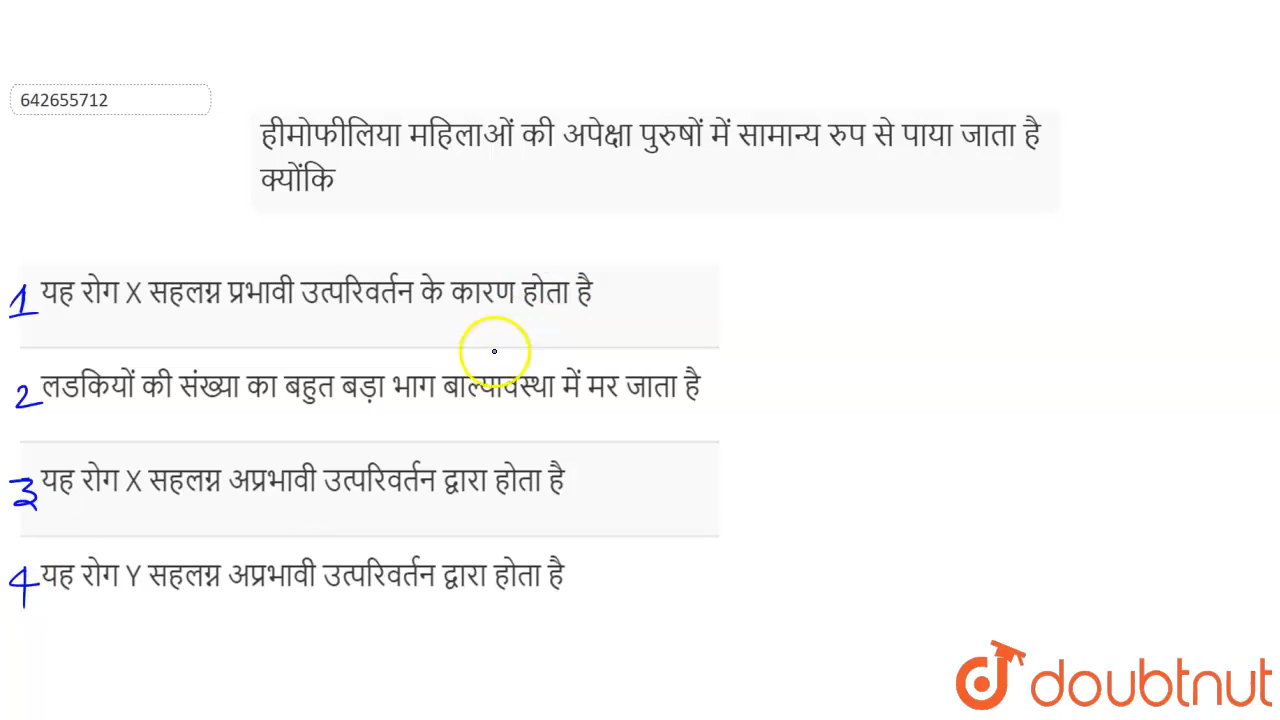 642655712
हीमोफीलिया महिलाओं की अपेक्षा पुरुषों में सामान्य रुप से पाया जाता है
क्योंकि
1 यह रोग X सहलग्न प्रभावी उत्परिवर्तन के कारण होता है
2 लडकियों की संख्या का बहुत बड़ा भाग बाल्यावस्था में मर जाता है
3 यह रोग X सहलग्न अप्रभावी उत्परिवर्तन द्वारा होता है
4 यह रोग Y सहलग्न अप्रभावी उत्परिवर्तन द्वारा होता है
doubtnut